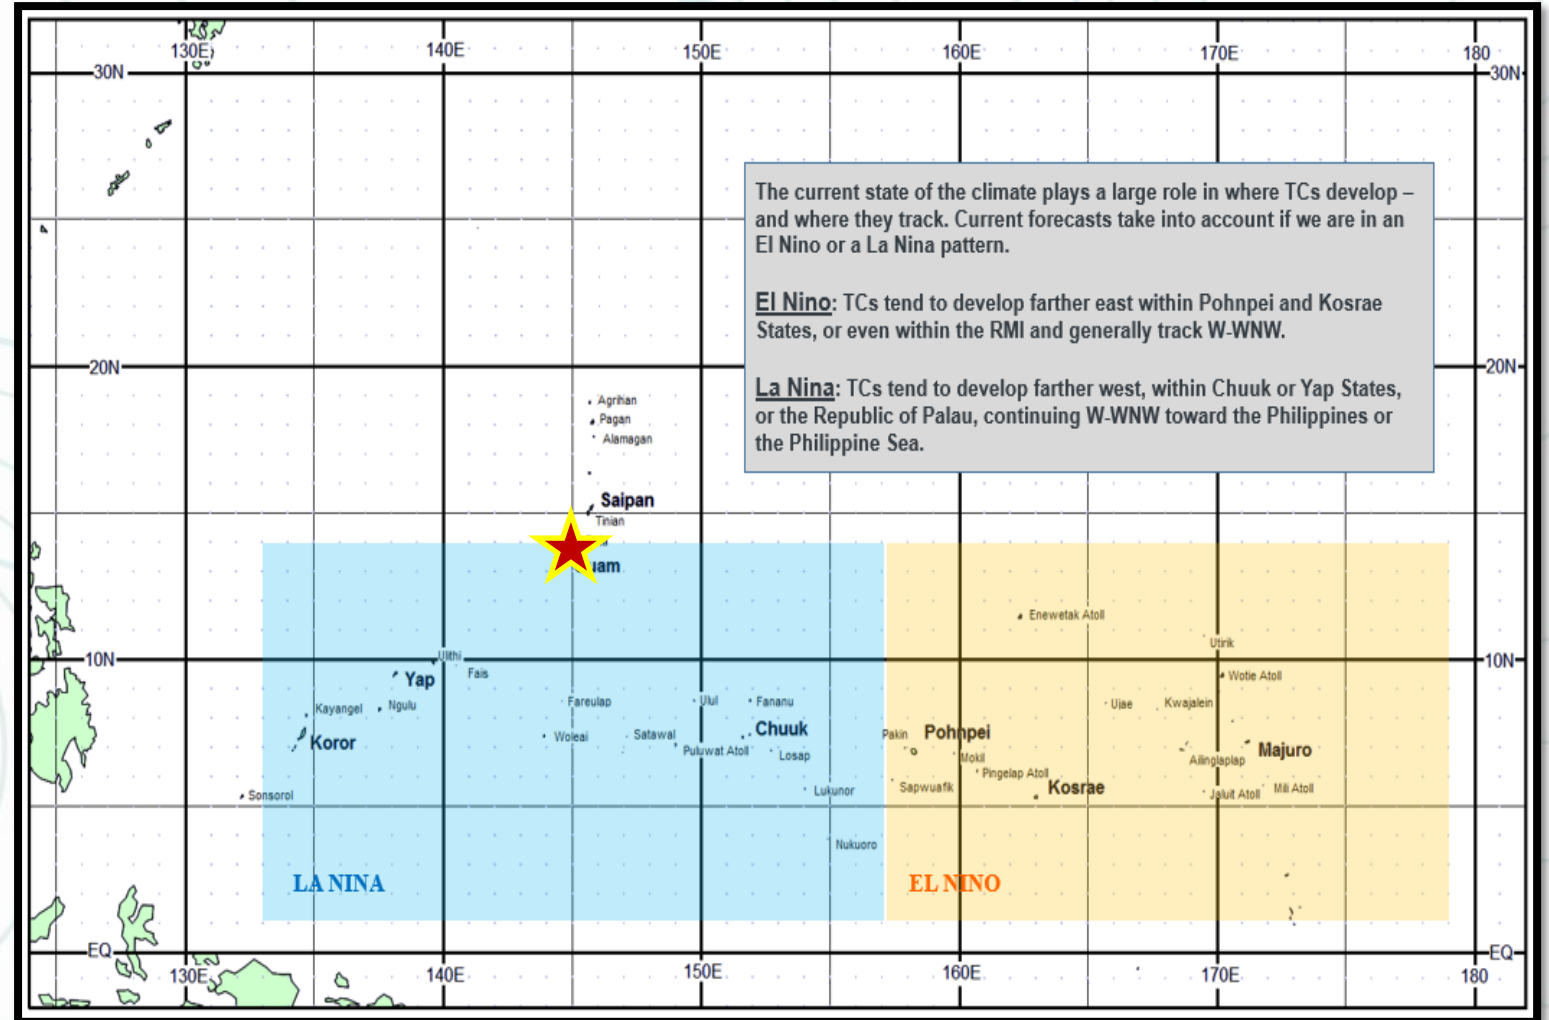 130E
140E
150E
160E
170E
180
30N
30N
The current state of the climate plays a large role in where TCs develop –
and where they track. Current forecasts take into account if we are in an
El Nino or a La Nina pattern.
El Nino: TCs tend to develop farther east within Pohnpei and Kosrae
States, or even within the RMI and generally track W-WNW.
La Nina: TCs tend to develop farther west, within Chuuk or Yap States,
or the Republic of Palau, continuing W-WNW toward the Philippines or
the Philippine Sea.
20N
20N
Agrihan
Pagan
Alamagan
Saipan
Tinian
uam
Enewetak Atoll
Utirik
10N
10N
Ulithi
Fais
Yap
Wotie Atoll
Kayangel
Ngulu
Fareulap
Ulul
Fananu
Ujae
Kwajalein
Koror
Woleai
Satawal
Chuuk
Pakin
Pohnpei
Puluwat Atoll
Losap
Mokil
Majuro
Ailinglaplap
Pingelap Atoll
Sonsorol
Lukunor
Sapwuafik
Kosrae
Jaluit Atoll
Mili Atoll
Nukuoro
LA NINA
EL NINO
EQ
EQ
130E
140E
150E
160E
170E
180